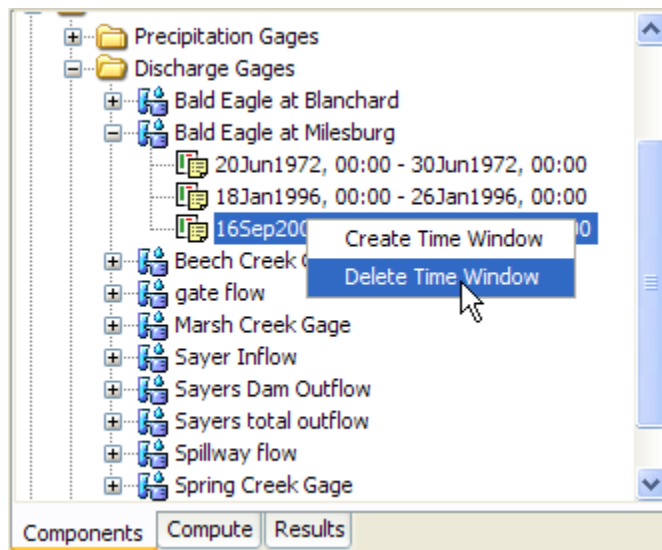 Precipitation Gages
Discharge Gages
Bald Eagle at Blanchard
Bald Eagle at Milesburg
20Jun1972, 00:00 - 30Jun1972, 00:00
18Jan1996, 00:00 - 26Jan1996, 00:00
Create Time Window
Delete Time Window
Beech Creek
gate flow
Marsh Creek Gage
Sayer Inflow
Sayers Dam Outflow
Sayers total outflow
Spillway flow
Spring Creek Gage
Components Compute Results